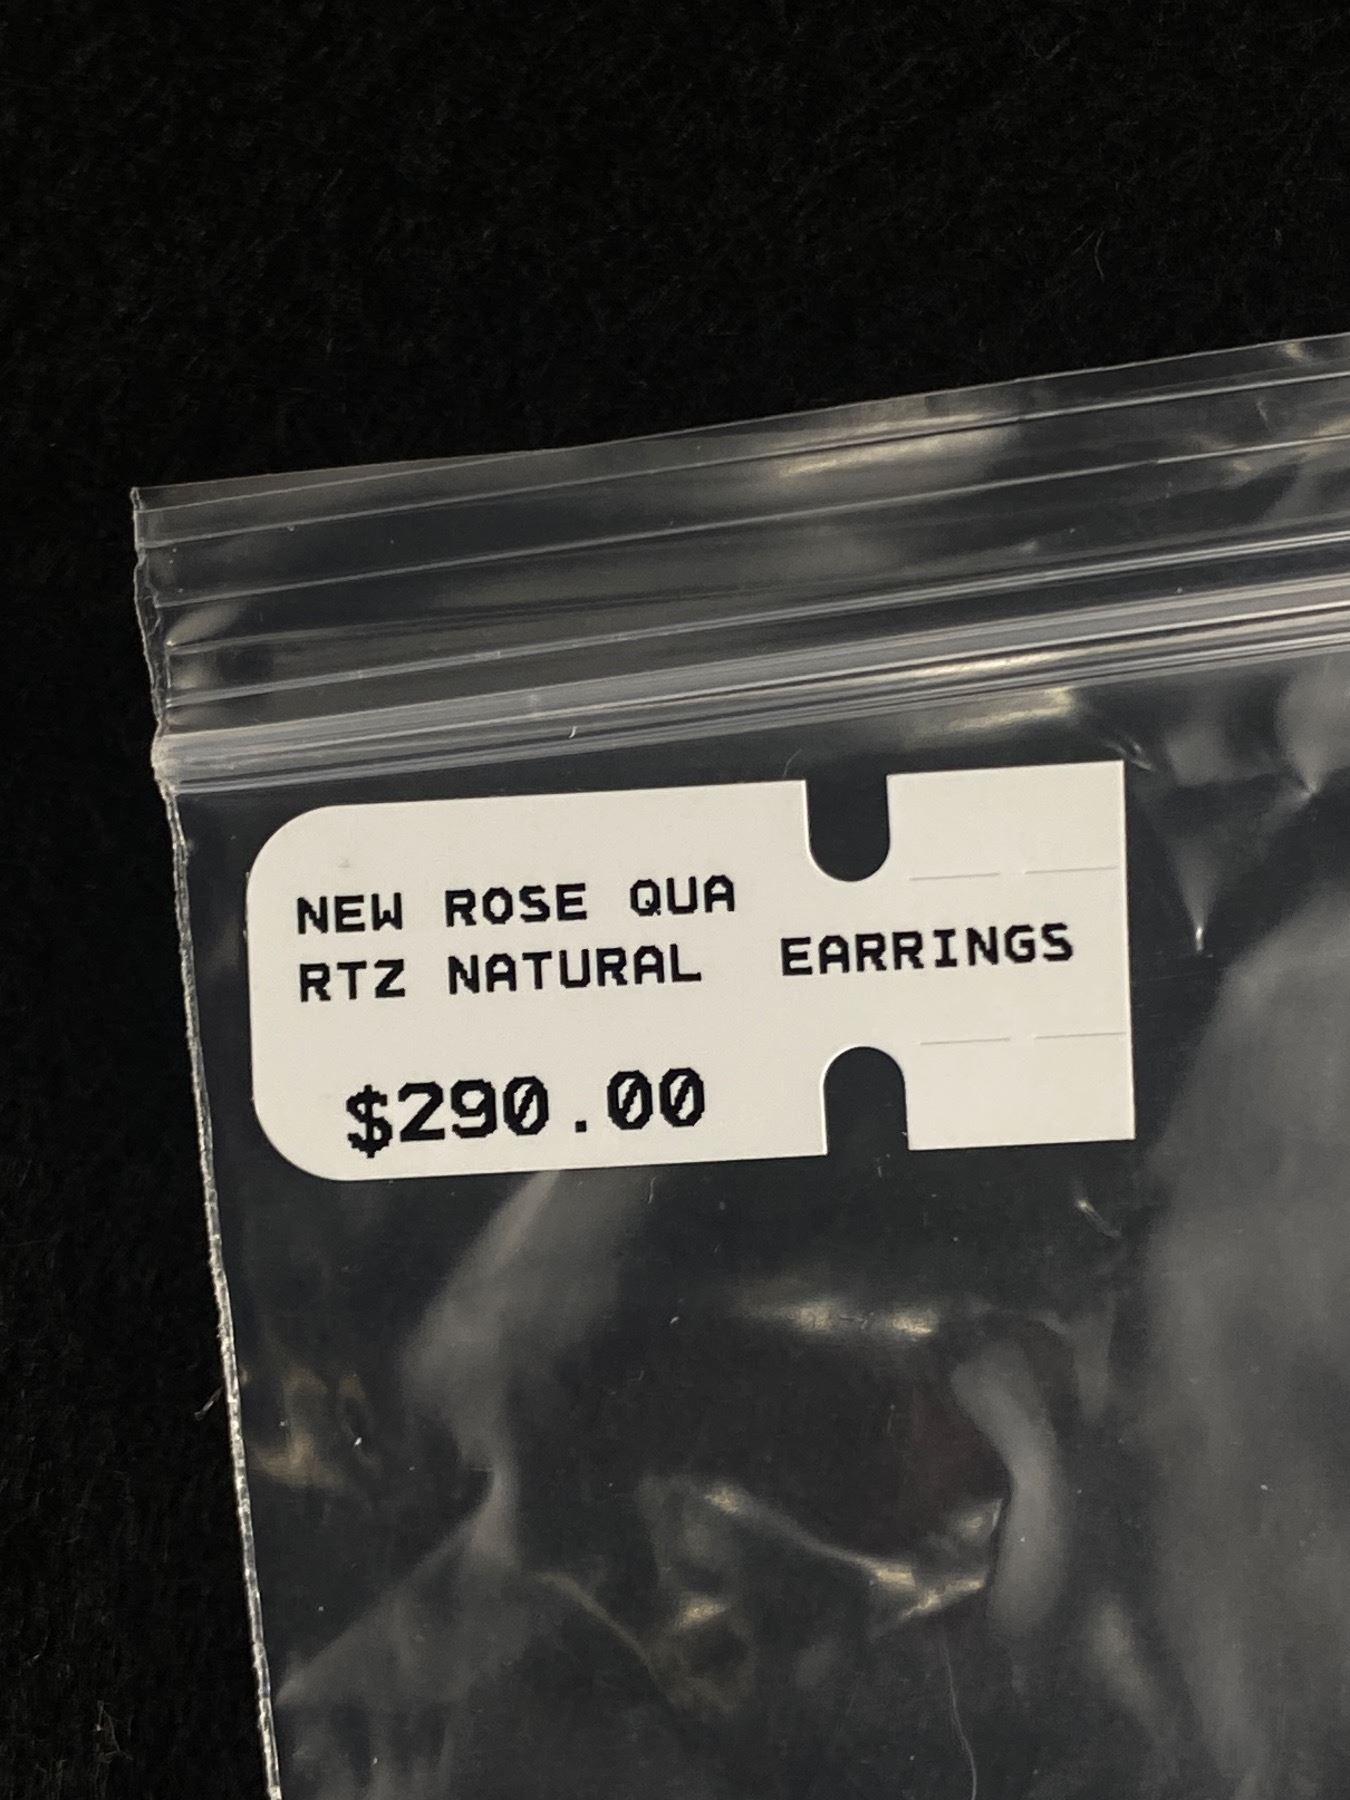 NEW ROSE QUA
RTZ NATURAL
$290.00
EARRINGS